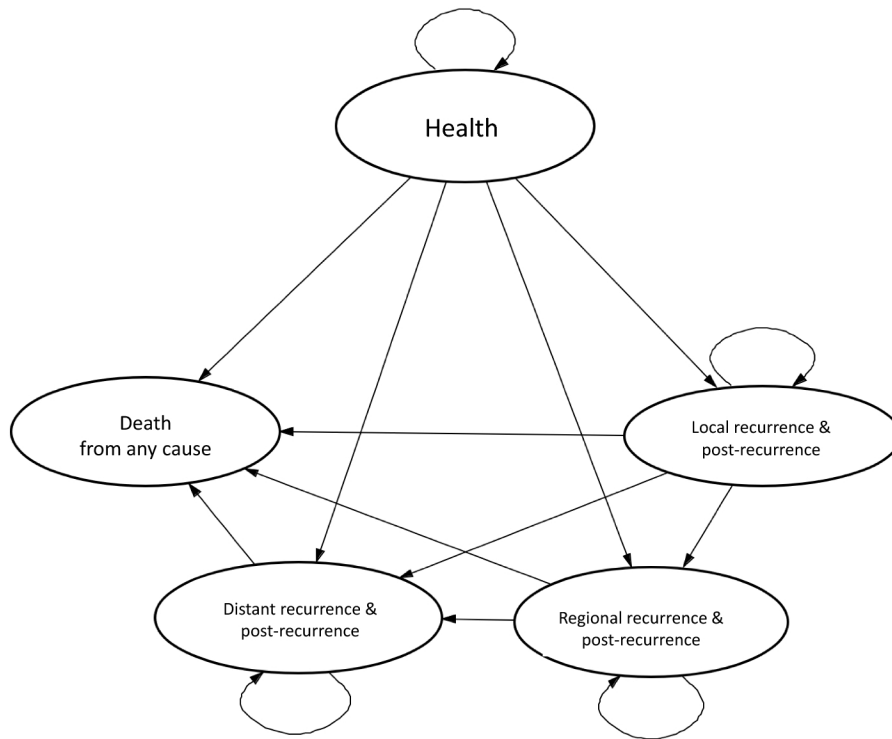 Health
Death
from any cause
Local recurrence &
post-recurrence
Distant recurrence &
post-recurrence
Regional recurrence &
post-recurrence